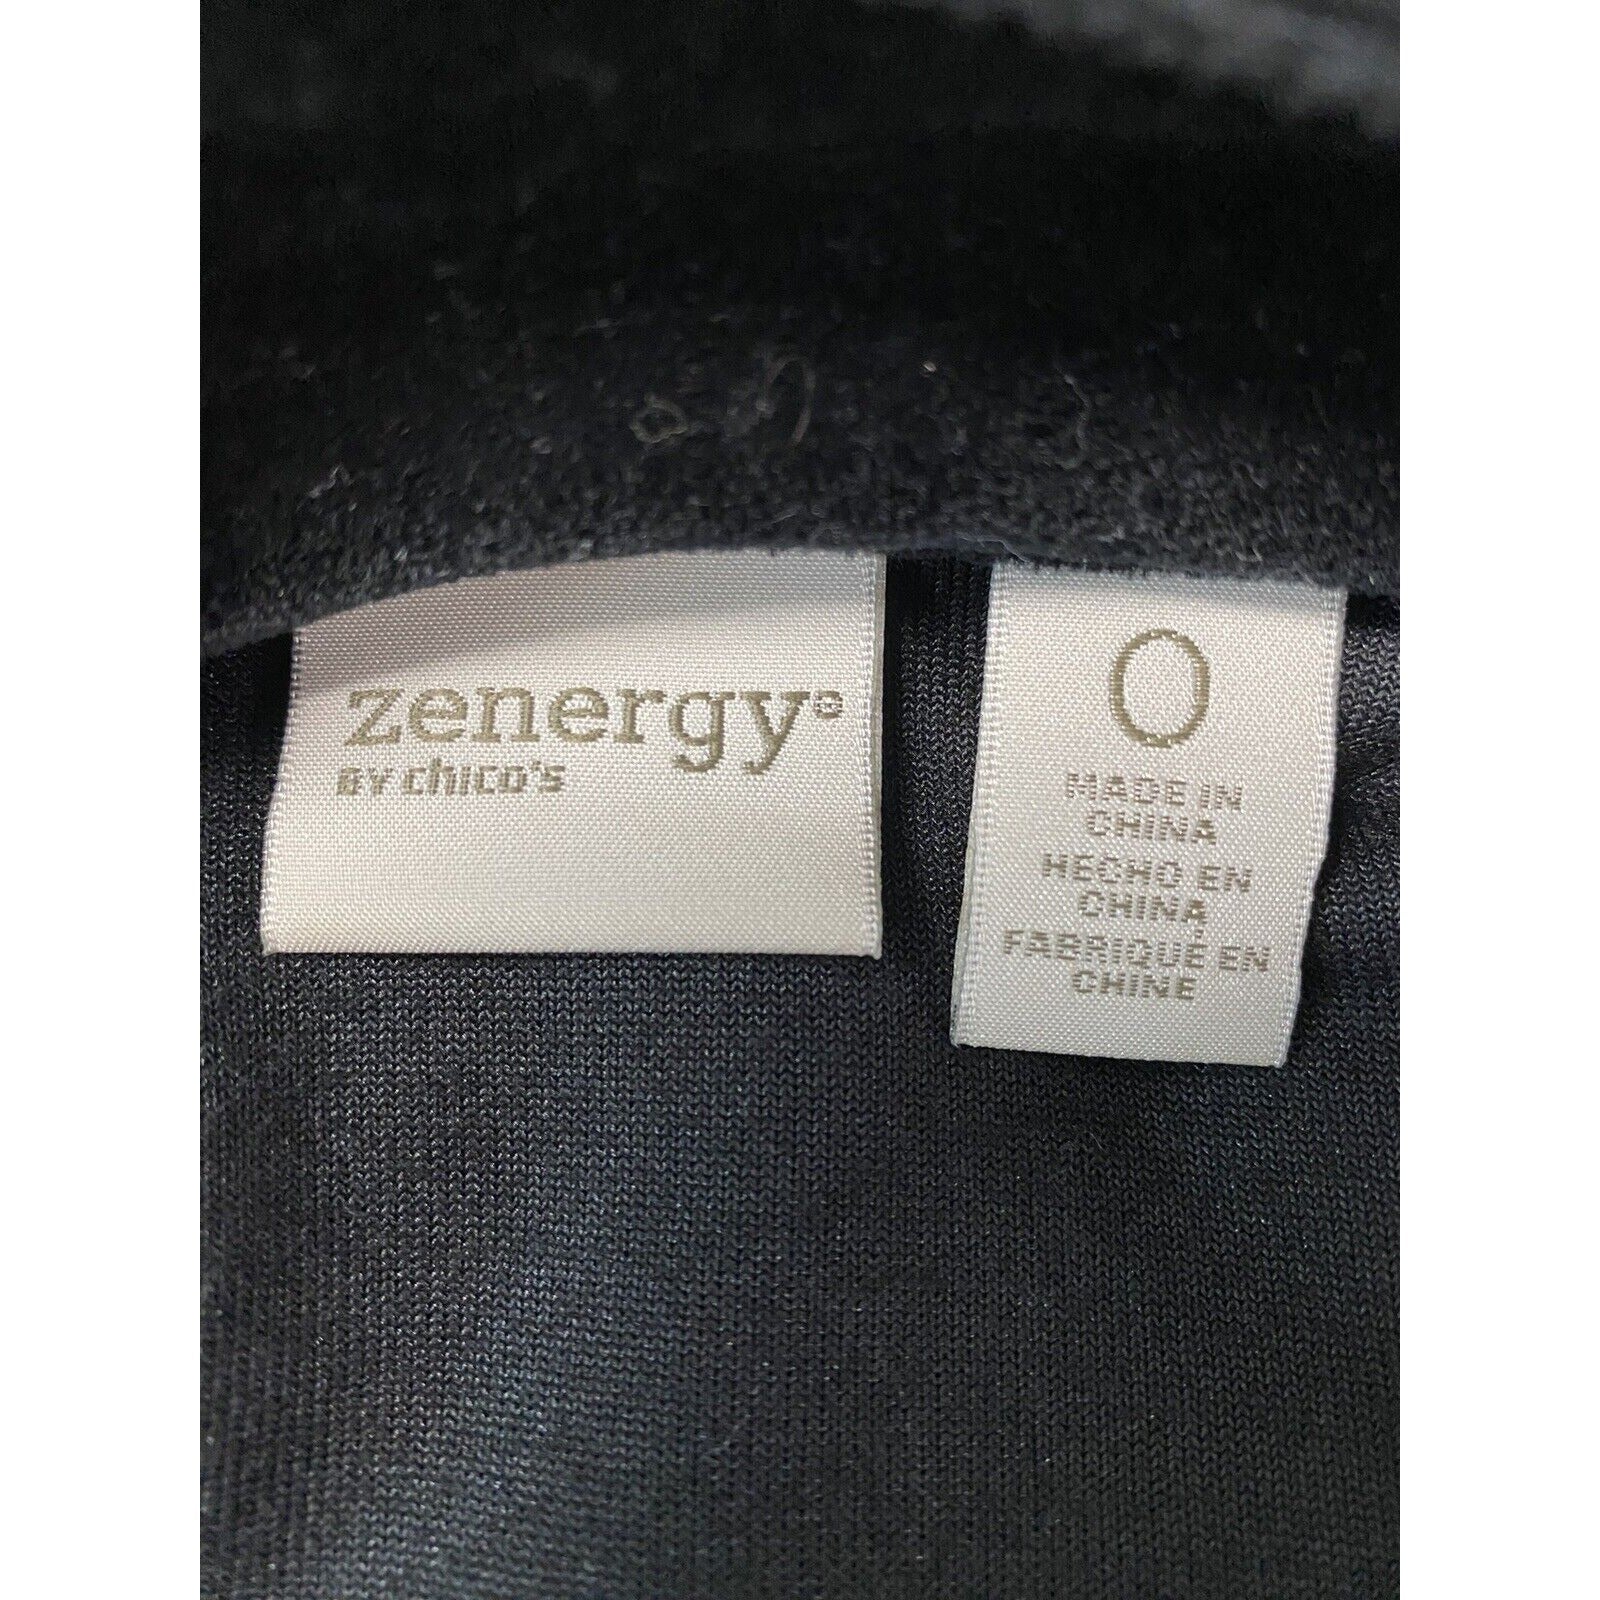 zenergy®
BY chico's
0
MADE IN
CHINA
HECHO EN
CHINA
FABRIQUÉ EN
CHINE